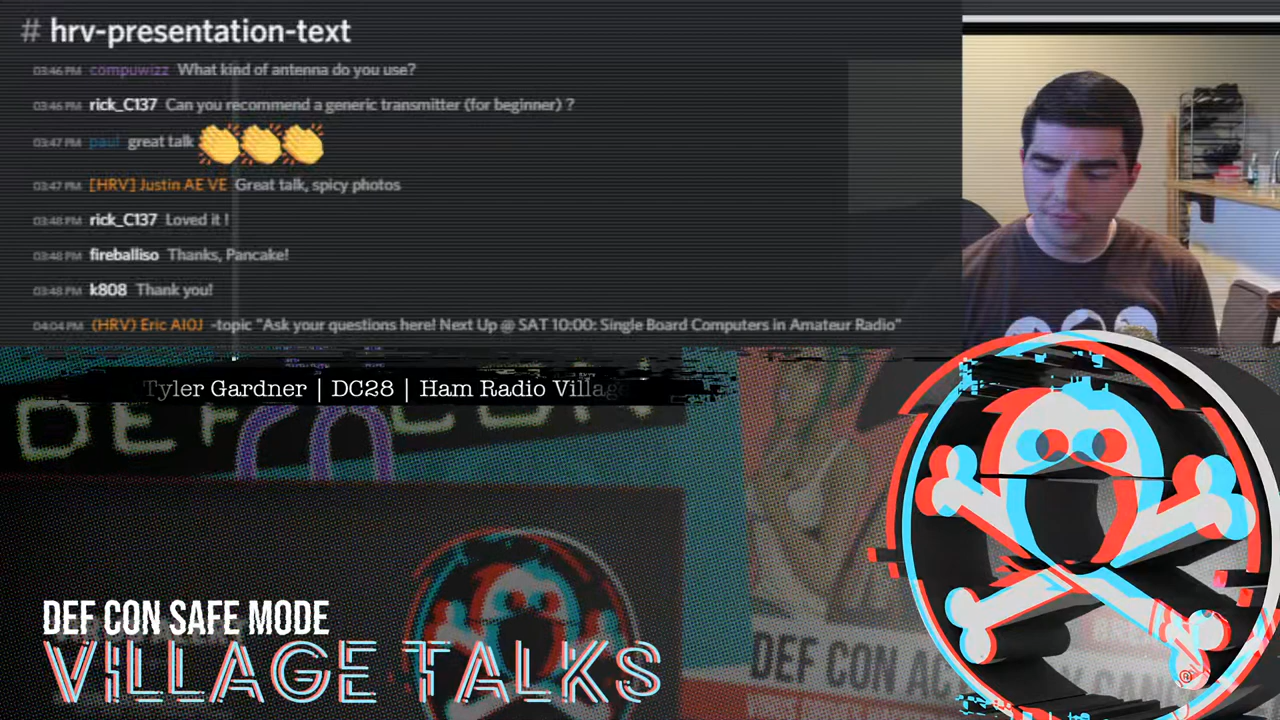 # hrv-presentation-text
03:46 PM compuwizz What kind of antenna do you use?
03:46 PM rick_C137 Can you recommend a generic transmitter (for beginner) ?
03:47 PM paul great talk 👏👏👏
03:47 PM [HRV] Justin AE VE Great talk, spicy photos
03:48 PM rick_C137 Loved it !
03:48 PM fireballiso Thanks, Pancake!
03:48 PM k808 Thank you!
04:04 PM (HRV) Eric AI0J -topic "Ask your questions here! Next Up @ SAT 10:00: Single Board Computers in Amateur Radio"
Tyler Gardner | DC28 | Ham Radio Village
DEF CON
DEF CON SAFE MODE
VILLAGE TALKS
DEF CON
®